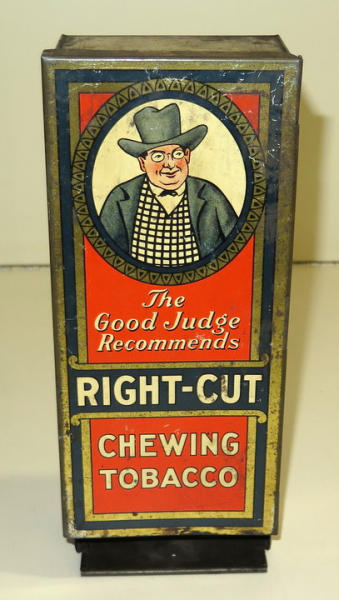 The
Good Judge
Recommends
RIGHT-CUT
CHEWING
TOBACCO